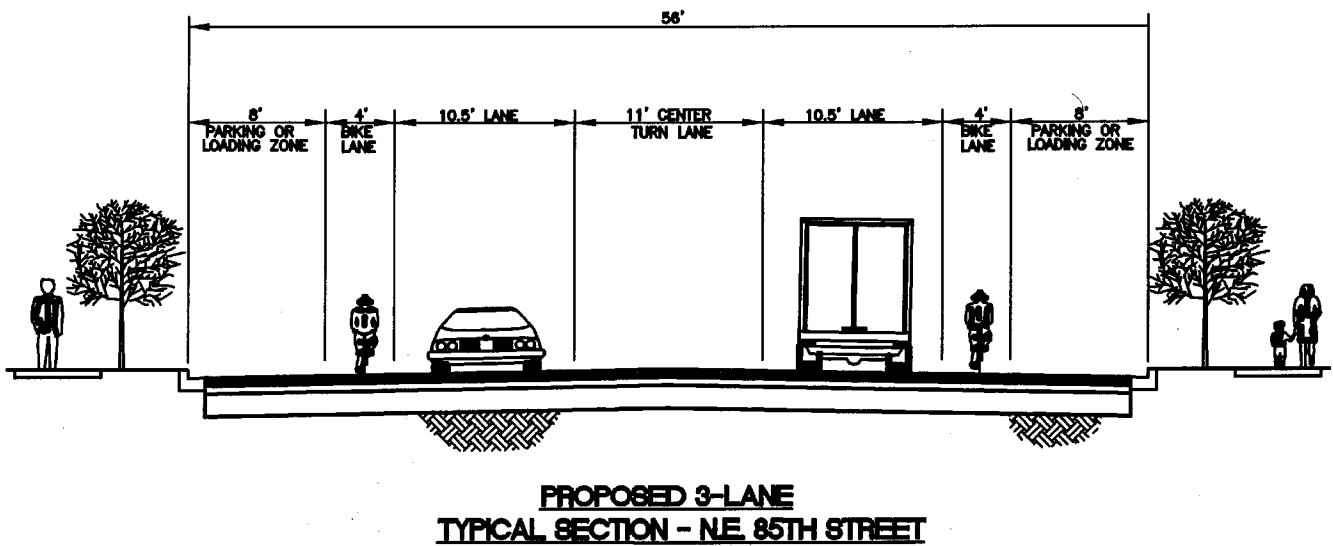 56'
8'
PARKING OR
LOADING ZONE
4'
BIKE
LANE
10.5' LANE
11' CENTER
TURN LANE
10.5' LANE
4'
BIKE
LANE
8'
PARKING OR
LOADING ZONE
PROPOSED 3-LANE
TYPICAL SECTION - N.E. 85TH STREET